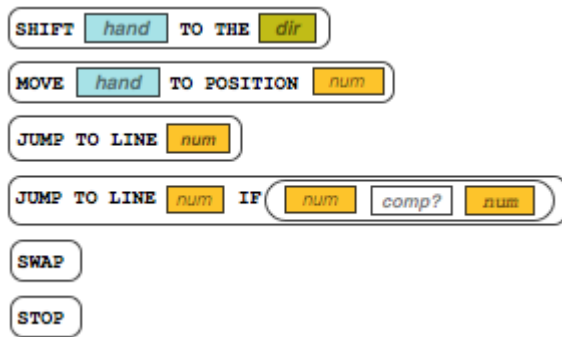 SHIFT hand TO THE dir
MOVE hand TO POSITION num
JUMP TO LINE num
JUMP TO LINE num IF num comp? num
SWAP
STOP